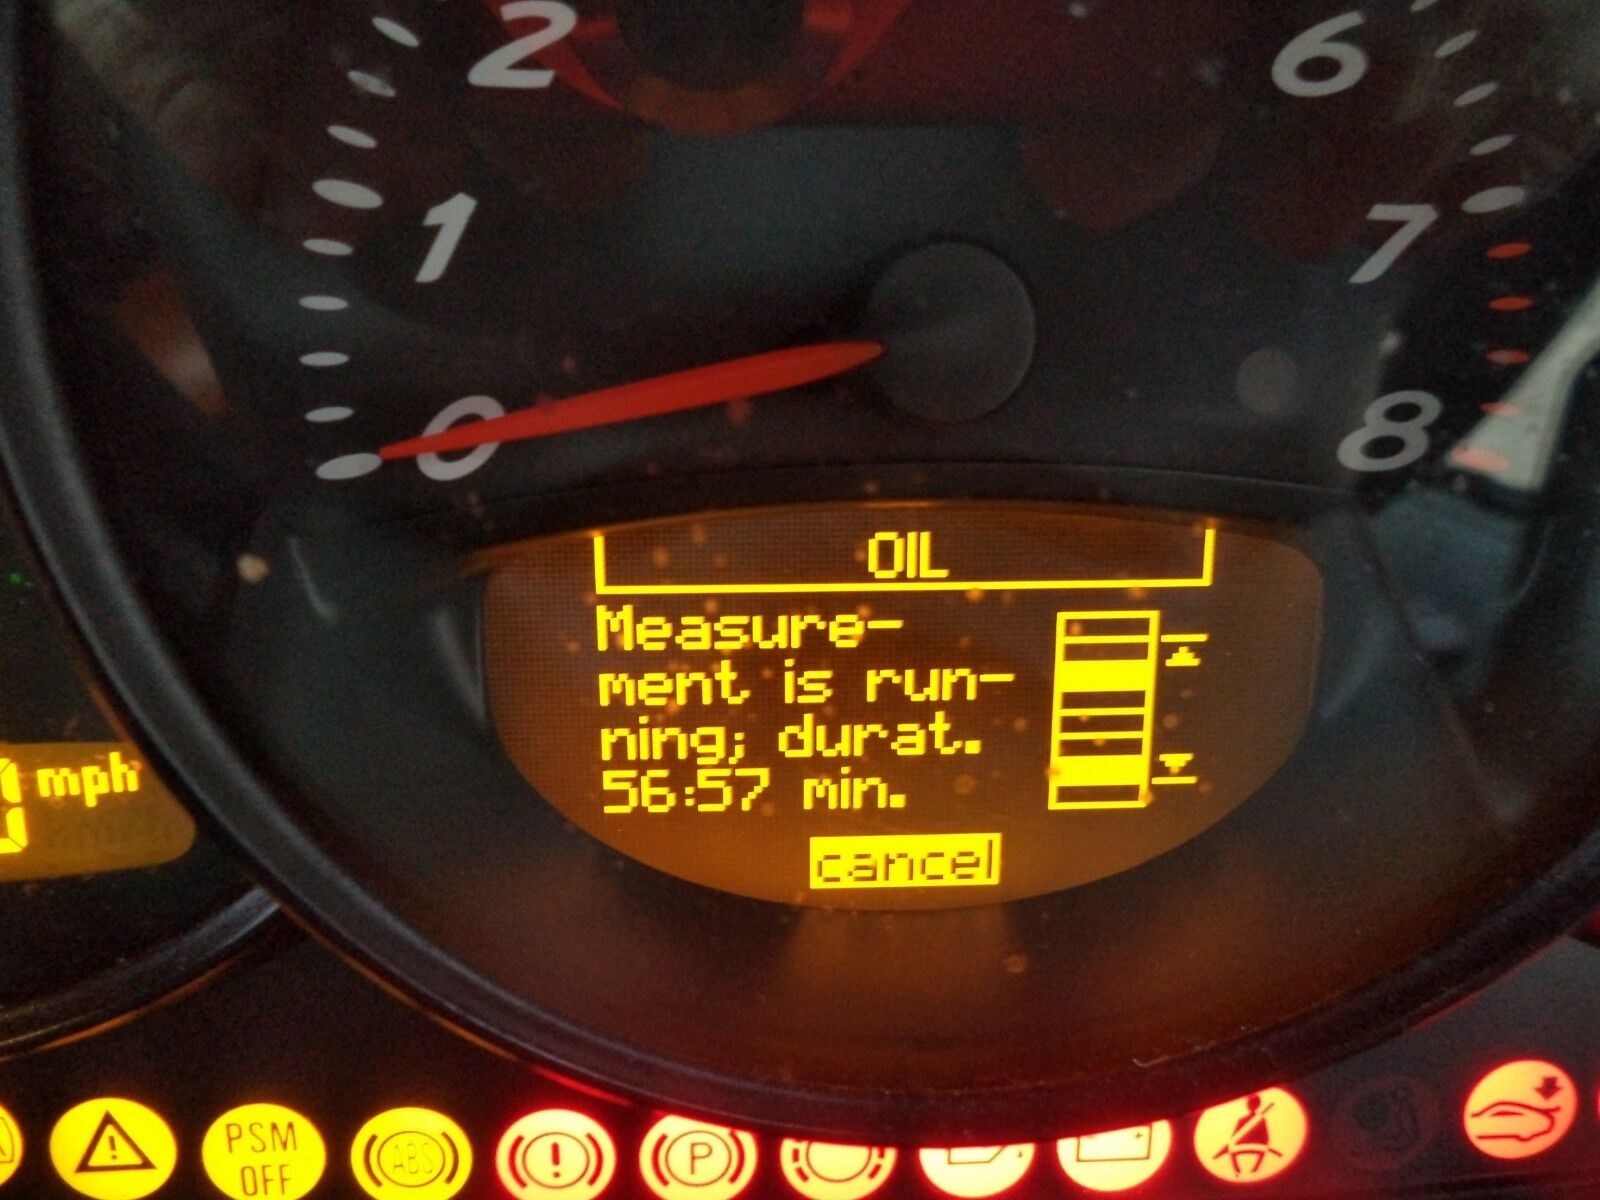 2
6
1
7
0
8
OIL
Measure-
ment is run-
ning; durat.
56:57 min.
cancel
mph
PSM
OFF
ABS
P